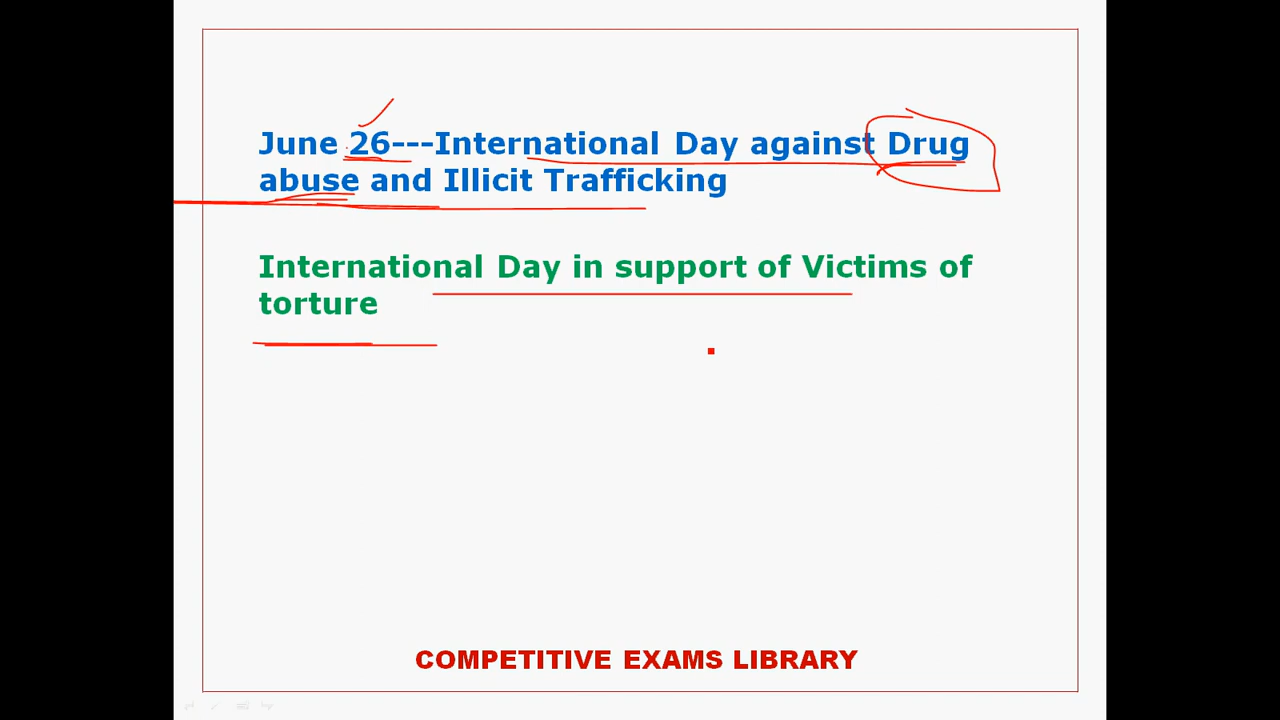 June 26---International Day against Drug
abuse and Illicit Trafficking
International Day in support of Victims of
torture
COMPETITIVE EXAMS LIBRARY